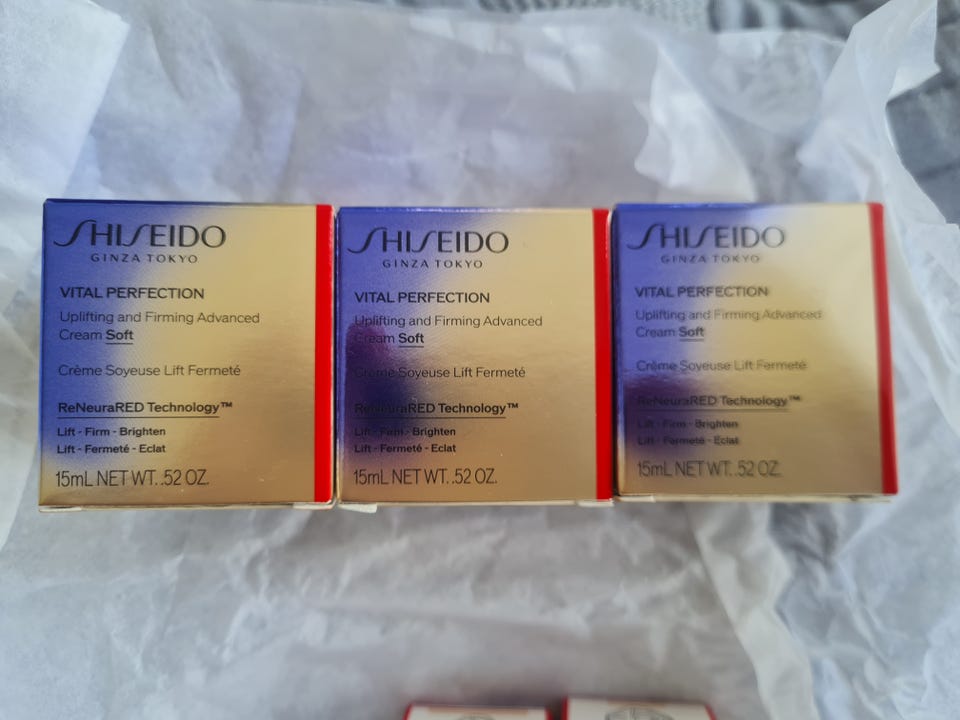 SHISEIDO
GINZA TOKYO
VITAL PERFECTION
Uplifting and Firming Advanced
Cream Soft
Crème Soyeuse Lift Fermeté
ReNeuraRED Technology™
Lift - Firm - Brighten
Lift - Fermeté - Eclat
15mL NET WT. .52 OZ.
SHISEIDO
GINZA TOKYO
VITAL PERFECTION
Uplifting and Firming Advanced
Cream Soft
Crème Soyeuse Lift Fermeté
ReNeuraRED Technology™
Lift - Firm - Brighten
Lift - Fermeté - Eclat
15mL NET WT. .52 OZ.
SHISEIDO
GINZA TOKYO
VITAL PERFECTION
Uplifting and Firming Advanced
Cream Soft
Crème Soyeuse Lift Fermeté
ReNeuraRED Technology™
Lift - Firm - Brighten
Lift - Fermeté - Eclat
15mL NET WT. .52 OZ.